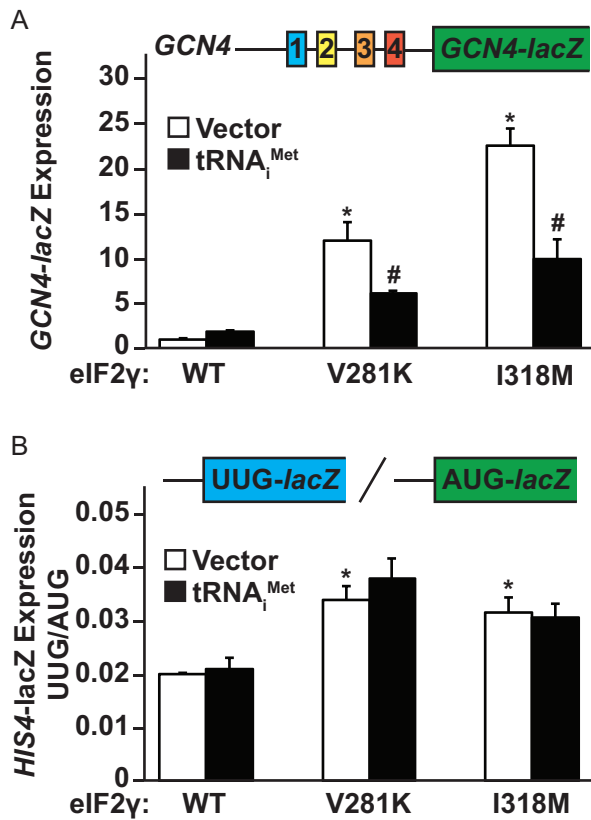 A
GCN4 1 2 3 4 GCN4-lacZ
GCN4-lacZ Expression
30
25
20
15
10
5
0
Vector
tRNAiMet
* # * #
eIF2γ: WT V281K I318M
B
UUG-lacZ / AUG-lacZ
HIS4-lacZ Expression
UUG/AUG
0.05
0.04
0.03
0.02
0.01
0
Vector
tRNAiMet
* *
eIF2γ: WT V281K I318M